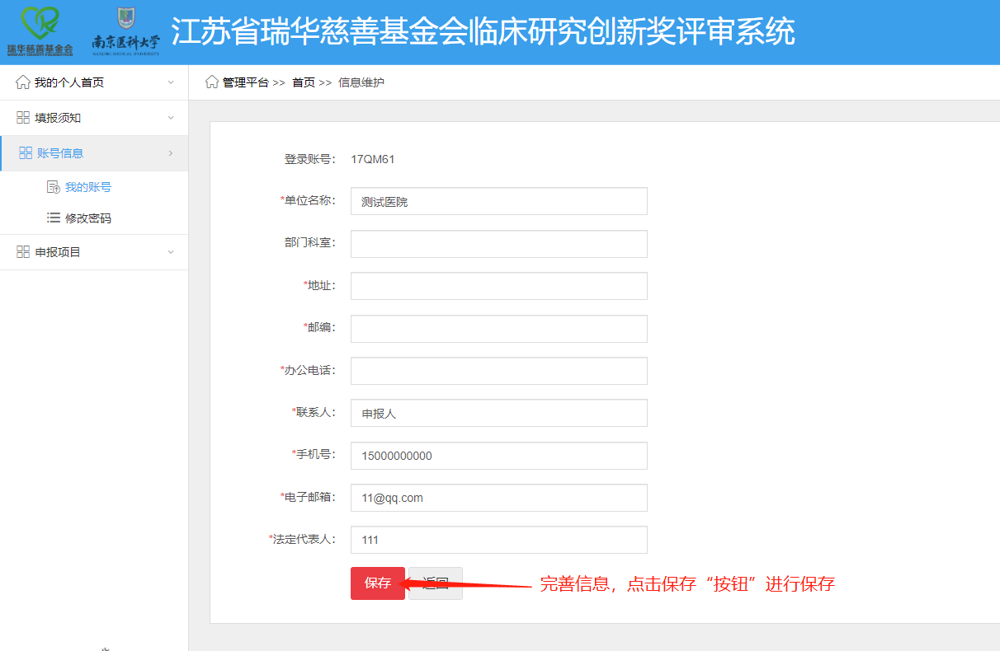 瑞华慈善基金会
南京医科大学
NANJING MEDICAL UNIVERSITY
江苏省瑞华慈善基金会临床研究创新奖评审系统
我的个人首页
填报须知
账号信息
我的账号
修改密码
申报项目
管理平台 >> 首页 >> 信息维护
登录账号： 17QM61
*单位名称： 测试医院
部门科室：
*地址：
*邮编：
*办公电话：
*联系人： 申报人
*手机号： 15000000000
*电子邮箱： 11@qq.com
*法定代表人： 111
保存 返回 完善信息，点击保存“按钮”进行保存